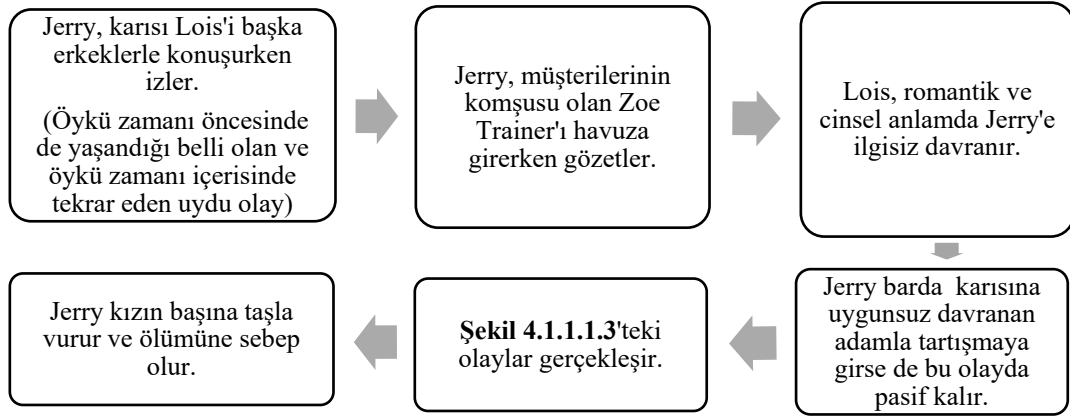 Jerry, karısı Lois'i başka
erkeklerle konuşurken
izler.
(Öykü zamanı öncesinde
de yaşandığı belli olan ve
öykü zamanı içerisinde
tekrar eden uydu olay)
Jerry, müşterilerinin
komşusu olan Zoe
Trainer'ı havuza
girerken gözetler.
Lois, romantik ve
cinsel anlamda Jerry'e
ilgisiz davranır.
Jerry barda karısına
uygunsuz davranan
adamla tartışmaya
girse de bu olayda
pasif kalır.
Şekil 4.1.1.1.3'teki
olaylar gerçekleşir.
Jerry kızın başına taşla
vurur ve ölümüne sebep
olur.